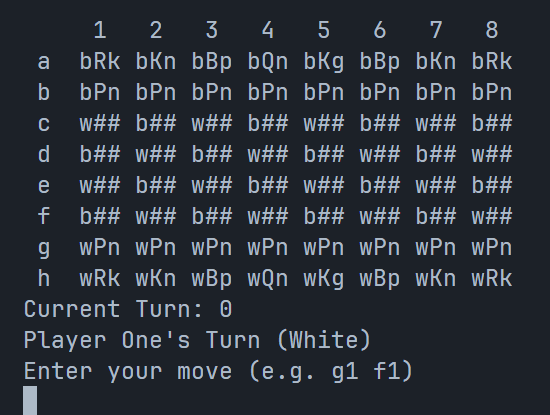 1 2 3 4 5 6 7 8
a bRk bKn bBp bQn bKg bBp bKn bRk
b bPn bPn bPn bPn bPn bPn bPn bPn
c w## b## w## b## w## b## w## b##
d b## w## b## w## b## w## b## w##
e w## b## w## b## w## b## w## b##
f b## w## b## w## b## w## b## w##
g wPn wPn wPn wPn wPn wPn wPn wPn
h wRk wKn wBp wQn wKg wBp wKn wRk
Current Turn: 0
Player One's Turn (White)
Enter your move (e.g. g1 f1)